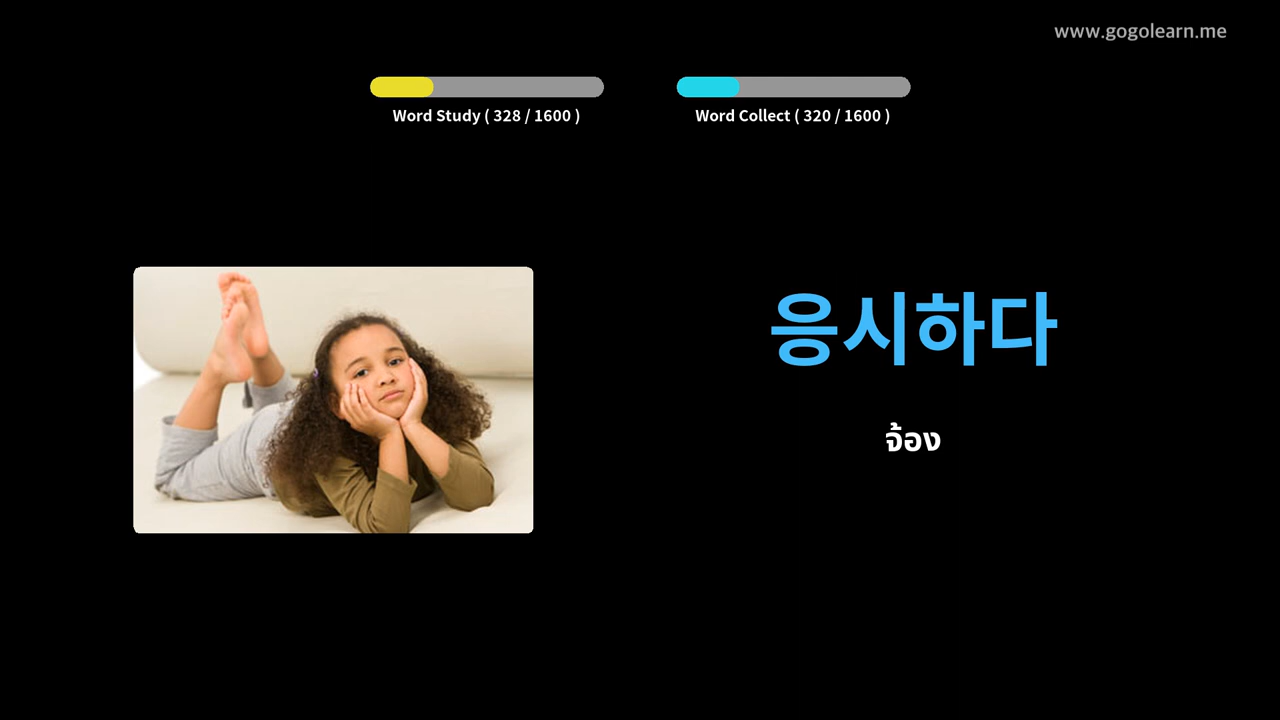 www.gogolearn.me
Word Study ( 328 / 1600 )
Word Collect ( 320 / 1600 )
응시하다
จ้อง